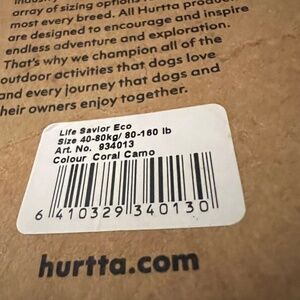 array of sizing options
most every breed. All Hurtta produc
are designed to encourage and inspire
endless adventure and exploration.
That's why we champion all of the
outdoor activities that dogs love
and every journey that dogs and
their owners enjoy together.
Life Savior Eco
Size 40-80kg/ 80-160 lb
Art. No. 934013
Colour Coral Camo
6 410329 340130
hurtta.com